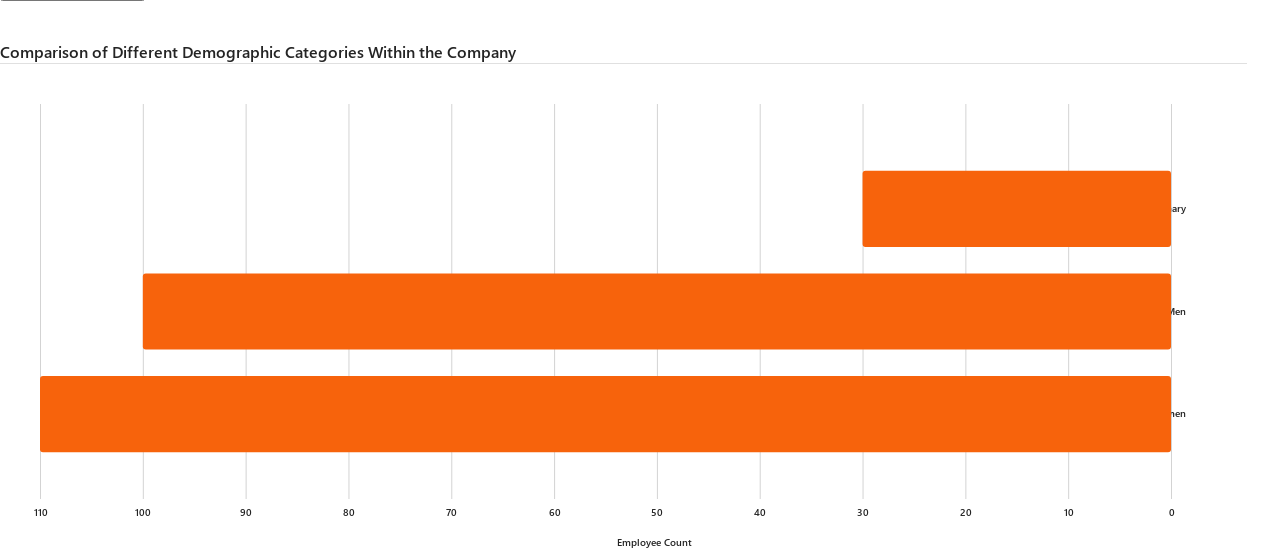 Comparison of Different Demographic Categories Within the Company
ary
Men
men
110 100 90 80 70 60 50 40 30 20 10 0
Employee Count